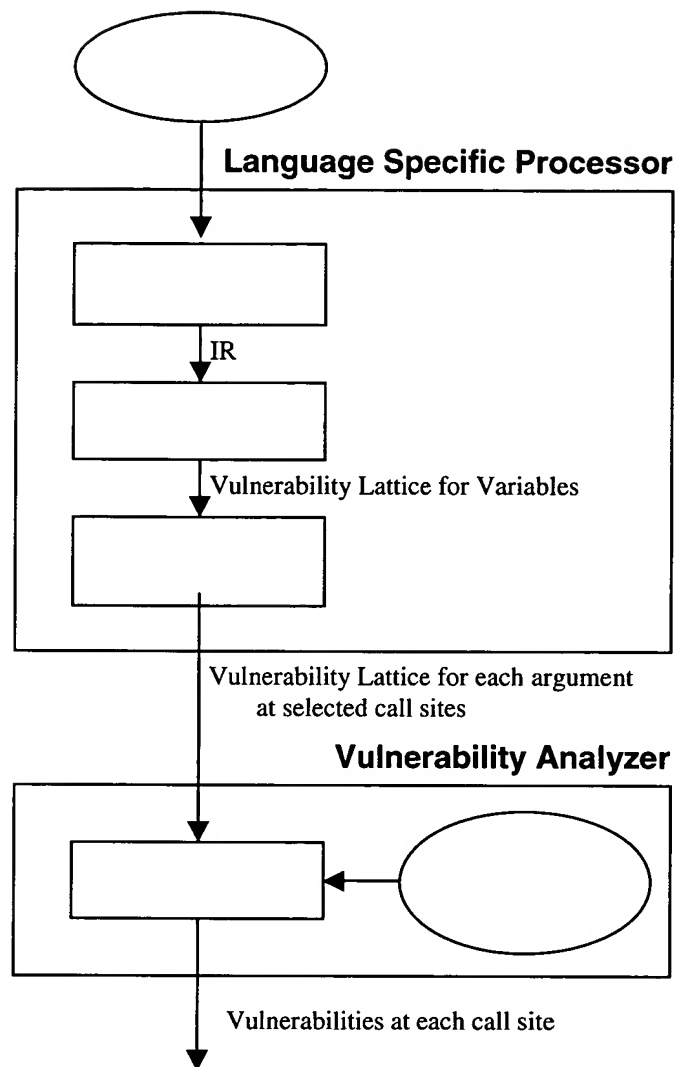 Language Specific Processor
IR
Vulnerability Lattice for Variables
Vulnerability Lattice for each argument
at selected call sites
Vulnerability Analyzer
Vulnerabilities at each call site